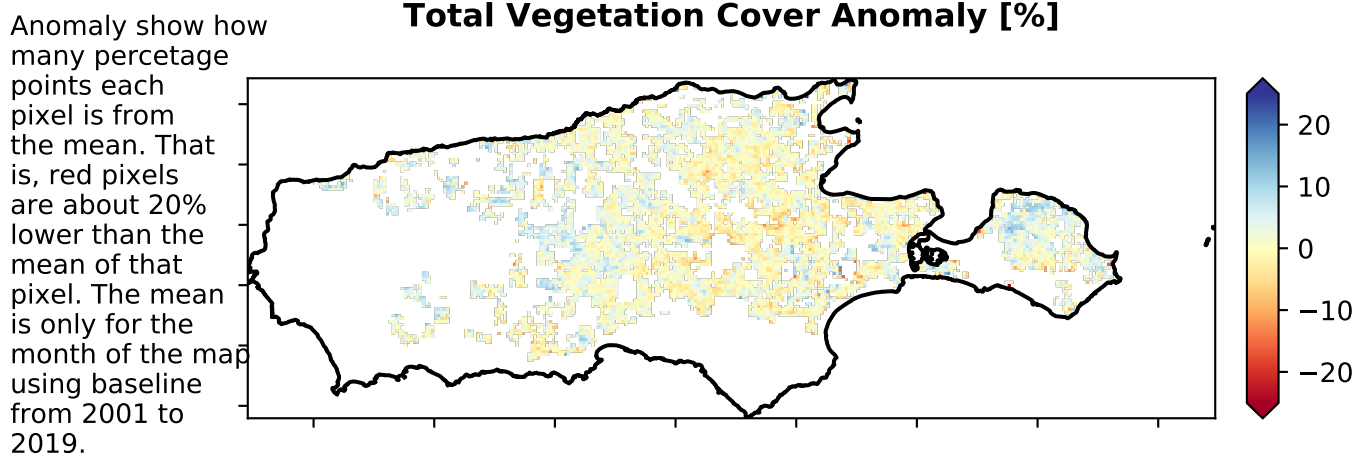 Total Vegetation Cover Anomaly [%]
Anomaly show how
many percetage
points each
pixel is from
the mean. That
is, red pixels
are about 20%
lower than the
mean of that
pixel. The mean
is only for the
month of the map
using baseline
from 2001 to
2019.
20
10
0
−10
−20